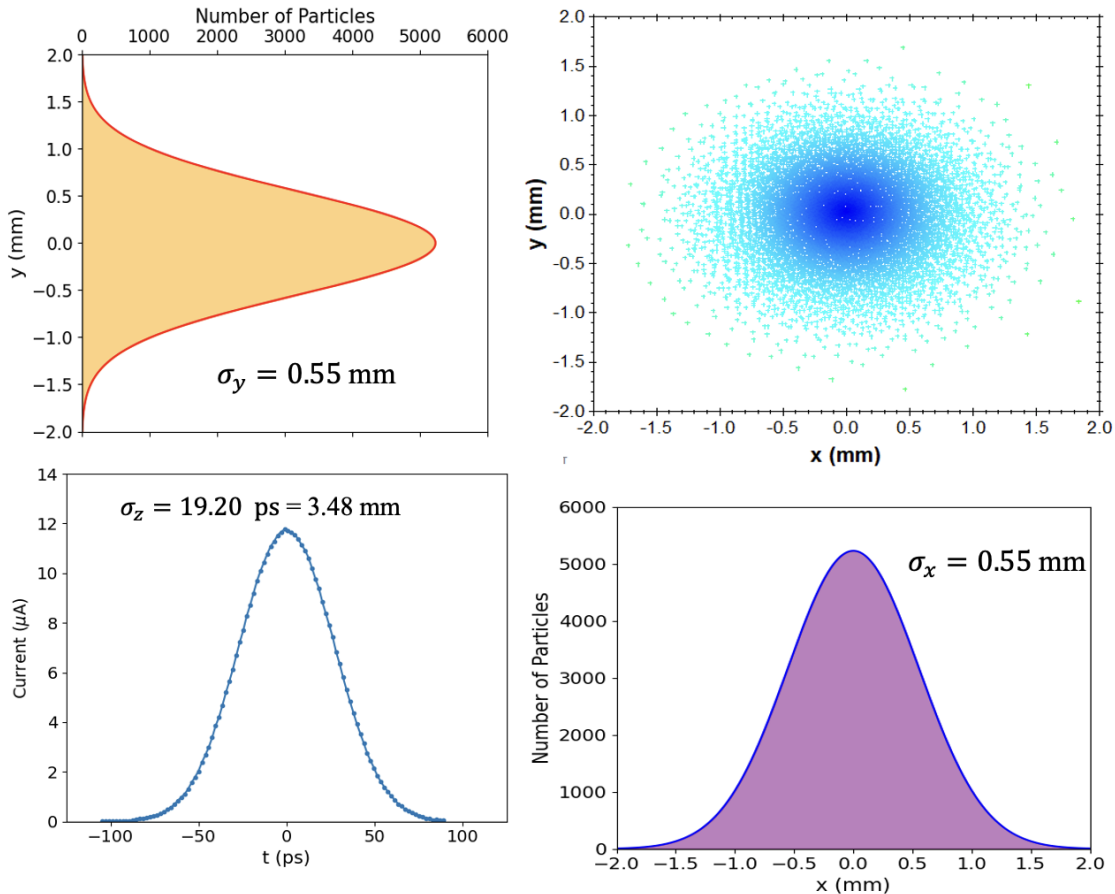 Number of Particles
0 1000 2000 3000 4000 5000 6000
2.0
1.5
1.0
0.5
0.0
−0.5
−1.0
−1.5
−2.0
y (mm)
σy = 0.55 mm
2.0
1.5
1.0
0.5
0.0
-0.5
-1.0
-1.5
-2.0
y (mm)
-2.0 -1.5 -1.0 -0.5 0.0 0.5 1.0 1.5 2.0
x (mm)
r
14
12
10
8
6
4
2
0
Current (μA)
σz = 19.20 ps = 3.48 mm
−100 −50 0 50 100
t (ps)
6000
5000
4000
3000
2000
1000
0
Number of Particles
σx = 0.55 mm
−2.0 −1.5 −1.0 −0.5 0.0 0.5 1.0 1.5 2.0
x (mm)